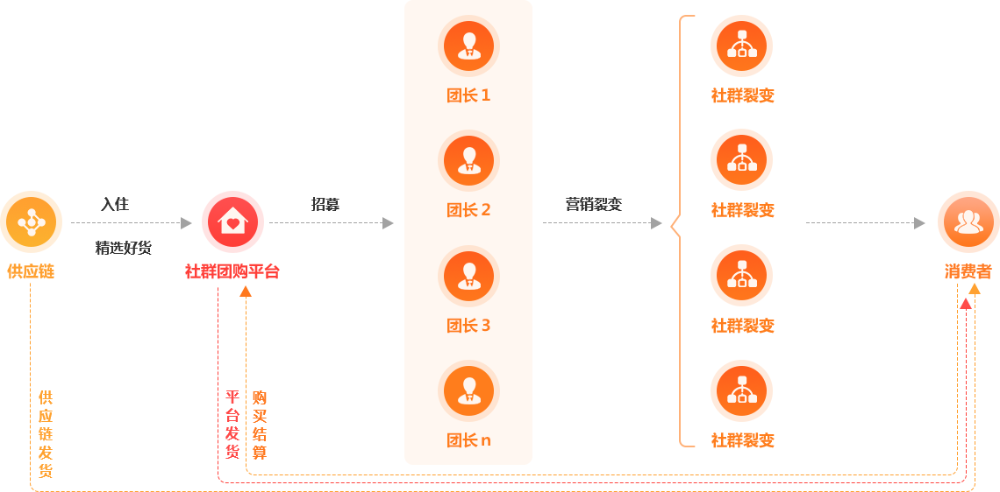 团长 1
社群裂变
团长 2
社群裂变
入住
招募
营销裂变
精选好货
供应链
社群团购平台
消费者
团长 3
社群裂变
供应链发货
平台发货
购买结算
团长 n
社群裂变